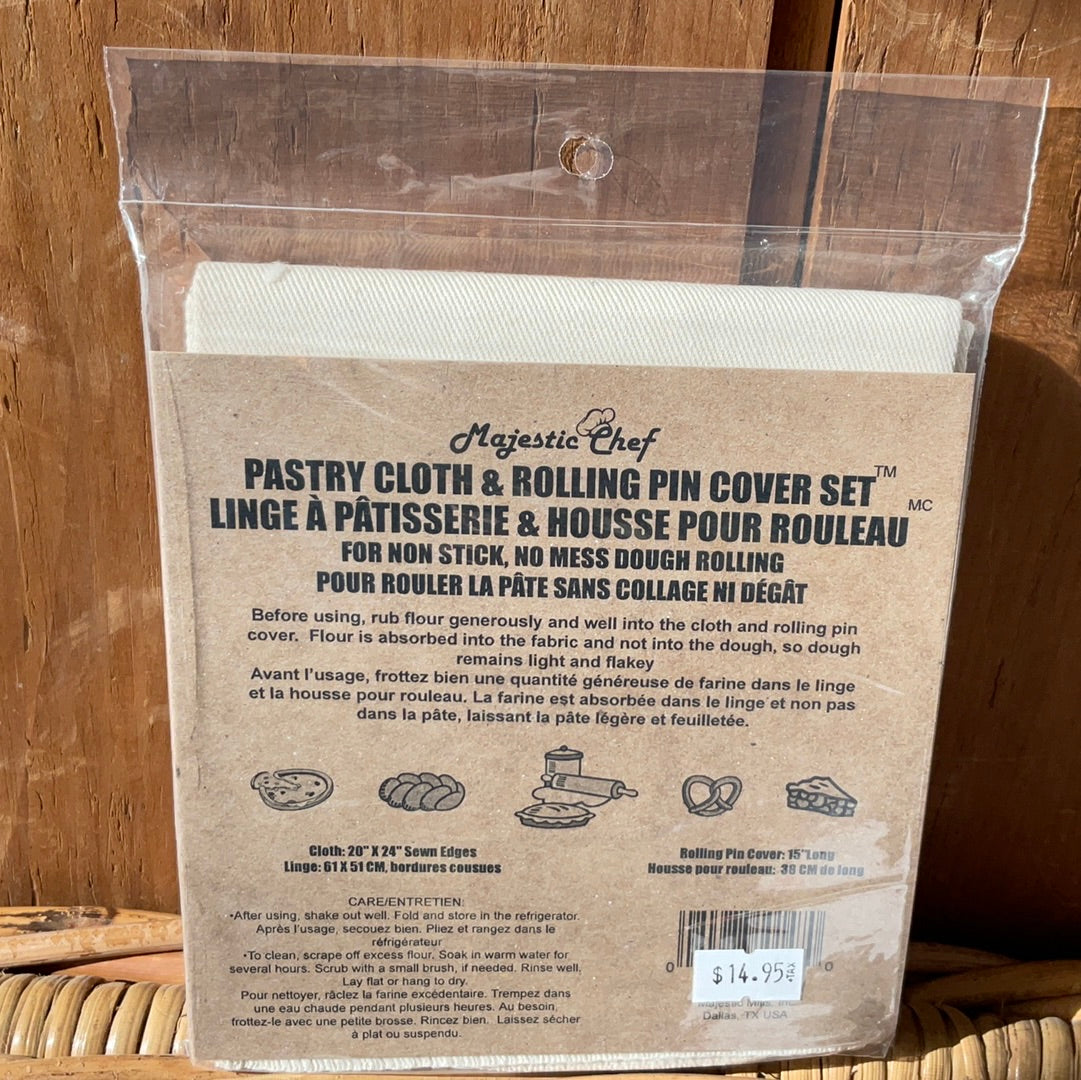 Majestic Chef
PASTRY CLOTH & ROLLING PIN COVER SET™
LINGE À PÂTISSERIE & HOUSSE POUR ROULEAU MC
FOR NON STICK, NO MESS DOUGH ROLLING
POUR ROULER LA PÂTE SANS COLLAGE NI DÉGÂT
Before using, rub flour generously and well into the cloth and rolling pin
cover. Flour is absorbed into the fabric and not into the dough, so dough
remains light and flakey
Avant l'usage, frottez bien une quantité généreuse de farine dans le linge
et la housse pour rouleau. La farine est absorbée dans le linge et non pas
dans la pâte, laissant la pâte légère et feuilletée.
Cloth: 20" X 24" Sewn Edges
Linge: 61 X 51 CM, bordures cousues
Rolling Pin Cover: 15"Long
Housse pour rouleau: 38 CM de long
CARE/ENTRETIEN:
•After using, shake out well. Fold and store in the refrigerator.
Après l'usage, secouez bien. Pliez et rangez dans le
réfrigérateur
•To clean, scrape off excess flour. Soak in warm water for
several hours. Scrub with a small brush, if needed. Rinse well.
Lay flat or hang to dry.
Pour nettoyer, râclez la farine excédentaire. Trempez dans
une eau chaude pendant plusieurs heures. Au besoin,
frottez-le avec une petite brosse. Rincez bien. Laissez sécher
à plat ou suspendu.
0 0
$14.95 +TAX
Majestic Mills, Inc
Dallas, TX USA